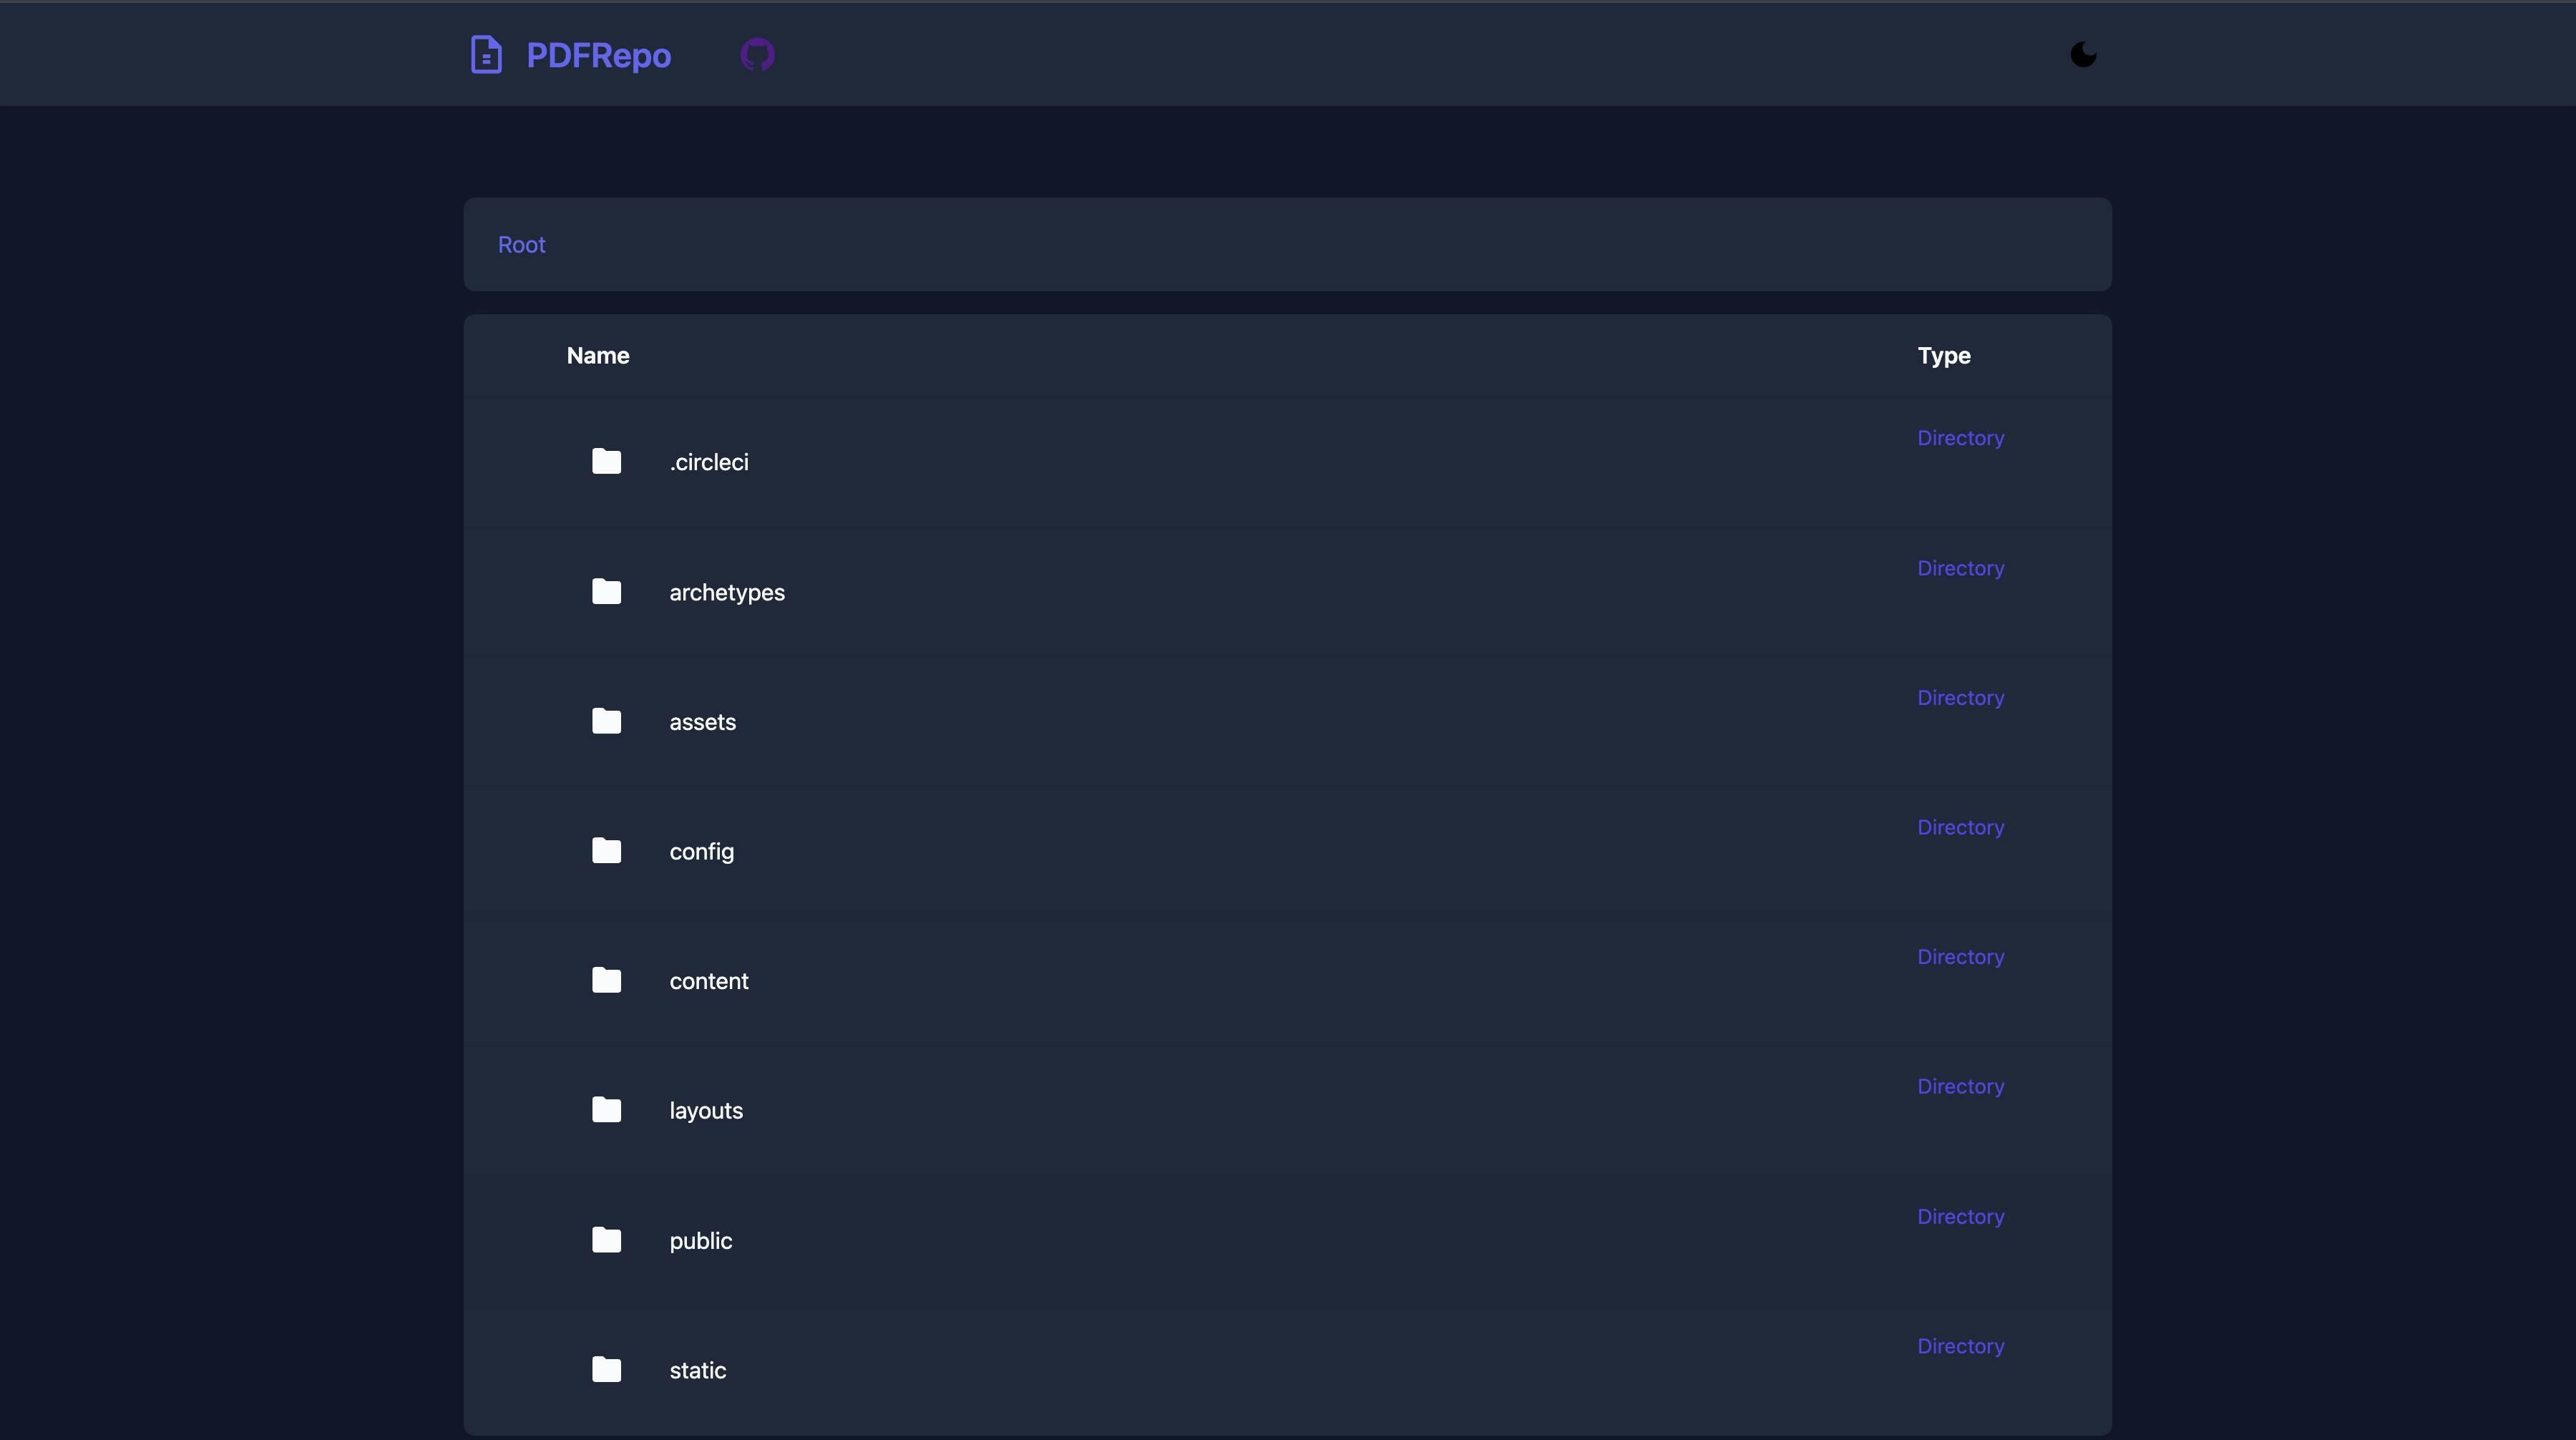 PDFRepo
Root
Name Type
.circleci Directory
archetypes Directory
assets Directory
config Directory
content Directory
layouts Directory
public Directory
static Directory